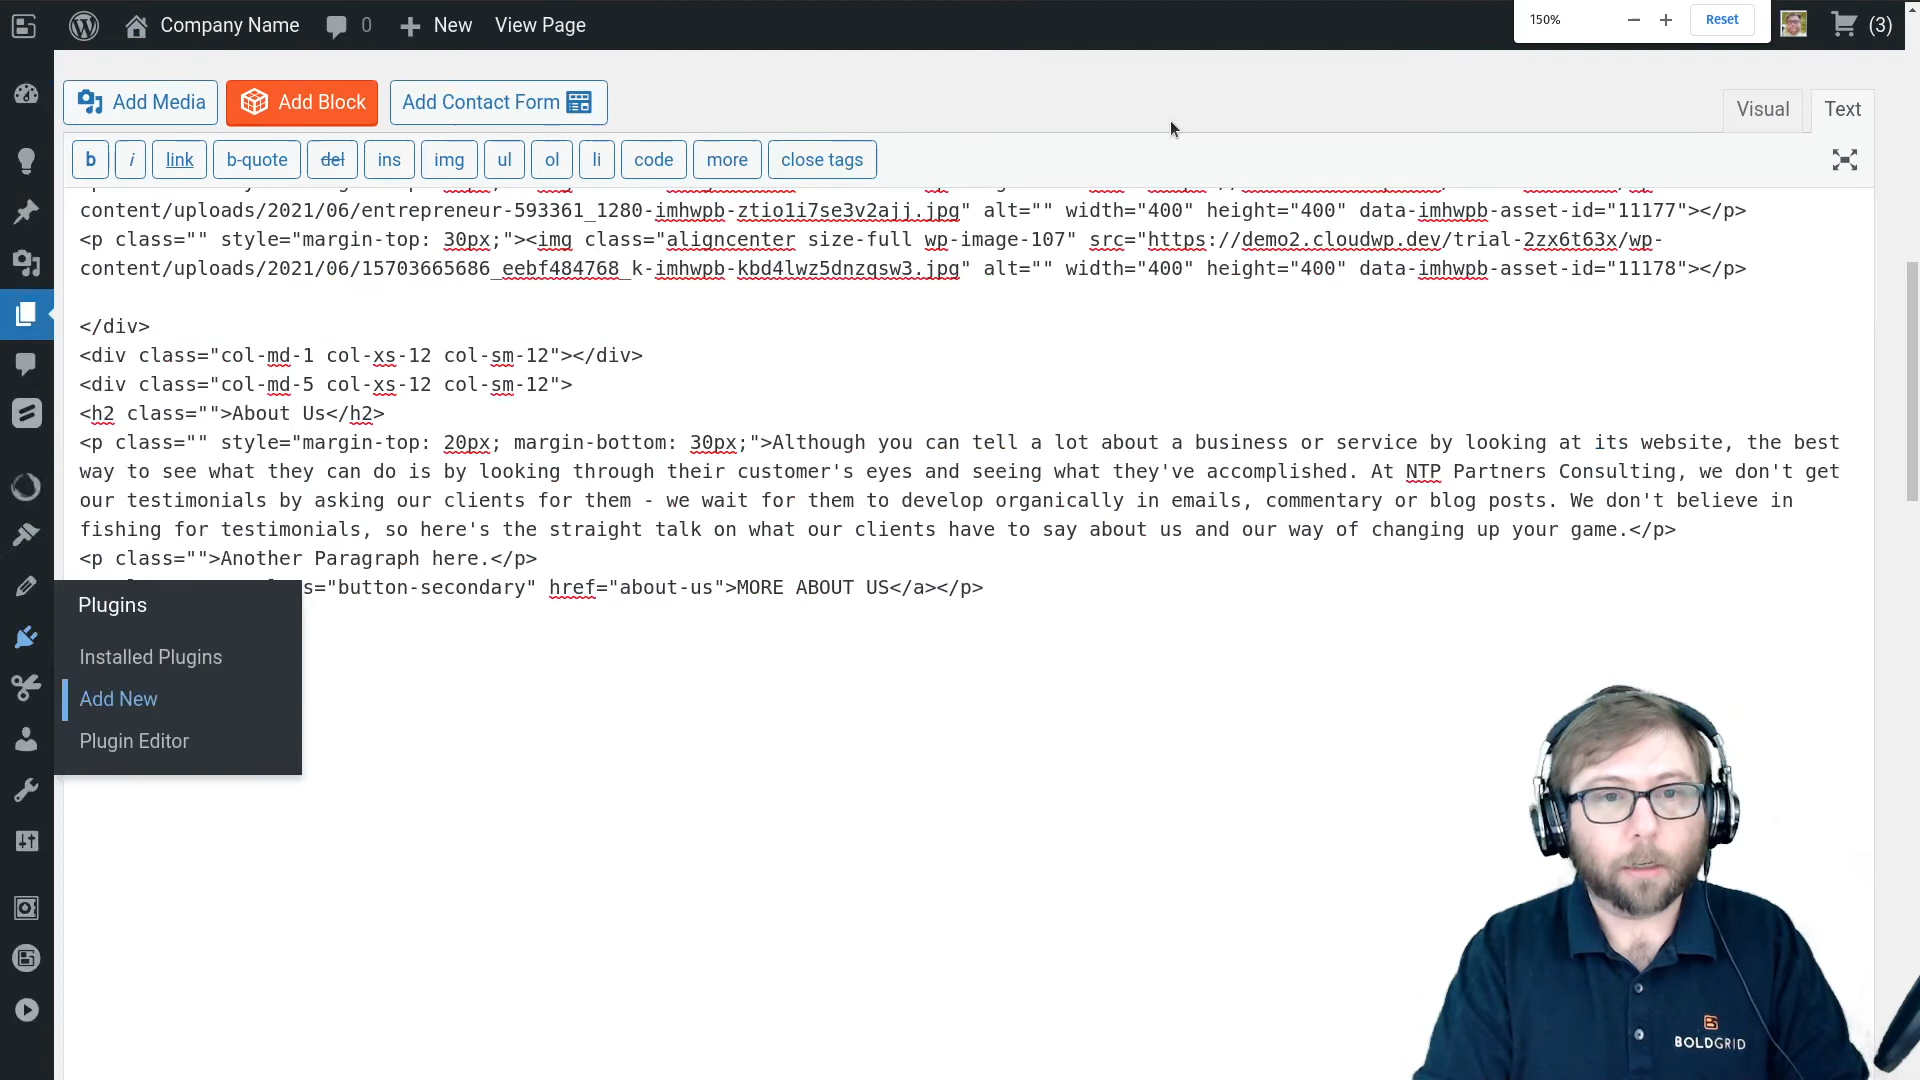 Company Name
0
New
View Page
150%
Reset
(3)
Add Media
Add Block
Add Contact Form
Visual
Text
b
i
link
b-quote
del
ins
img
ul
ol
li
code
more
close tags
content/uploads/2021/06/entrepreneur-593361_1280-imhwpb-ztio1i7se3v2ajj.jpg" alt="" width="400" height="400" data-imhwpb-asset-id="11177"></p>
<p class="" style="margin-top: 30px;"><img class="aligncenter size-full wp-image-107" src="https://demo2.cloudwp.dev/trial-2zx6t63x/wp-
content/uploads/2021/06/15703665686_eebf484768_k-imhwpb-kbd4lwz5dnzqsw3.jpg" alt="" width="400" height="400" data-imhwpb-asset-id="11178"></p>
</div>
<div class="col-md-1 col-xs-12 col-sm-12"></div>
<div class="col-md-5 col-xs-12 col-sm-12">
<h2 class="">About Us</h2>
<p class="" style="margin-top: 20px; margin-bottom: 30px;">Although you can tell a lot about a business or service by looking at its website, the best
way to see what they can do is by looking through their customer's eyes and seeing what they've accomplished. At NTP Partners Consulting, we don't get
our testimonials by asking our clients for them - we wait for them to develop organically in emails, commentary or blog posts. We don't believe in
fishing for testimonials, so here's the straight talk on what our clients have to say about us and our way of changing up your game.</p>
<p class="">Another Paragraph here.</p>
s="button-secondary" href="about-us">MORE ABOUT US</a></p>
Plugins
Installed Plugins
Add New
Plugin Editor
BOLDGRID